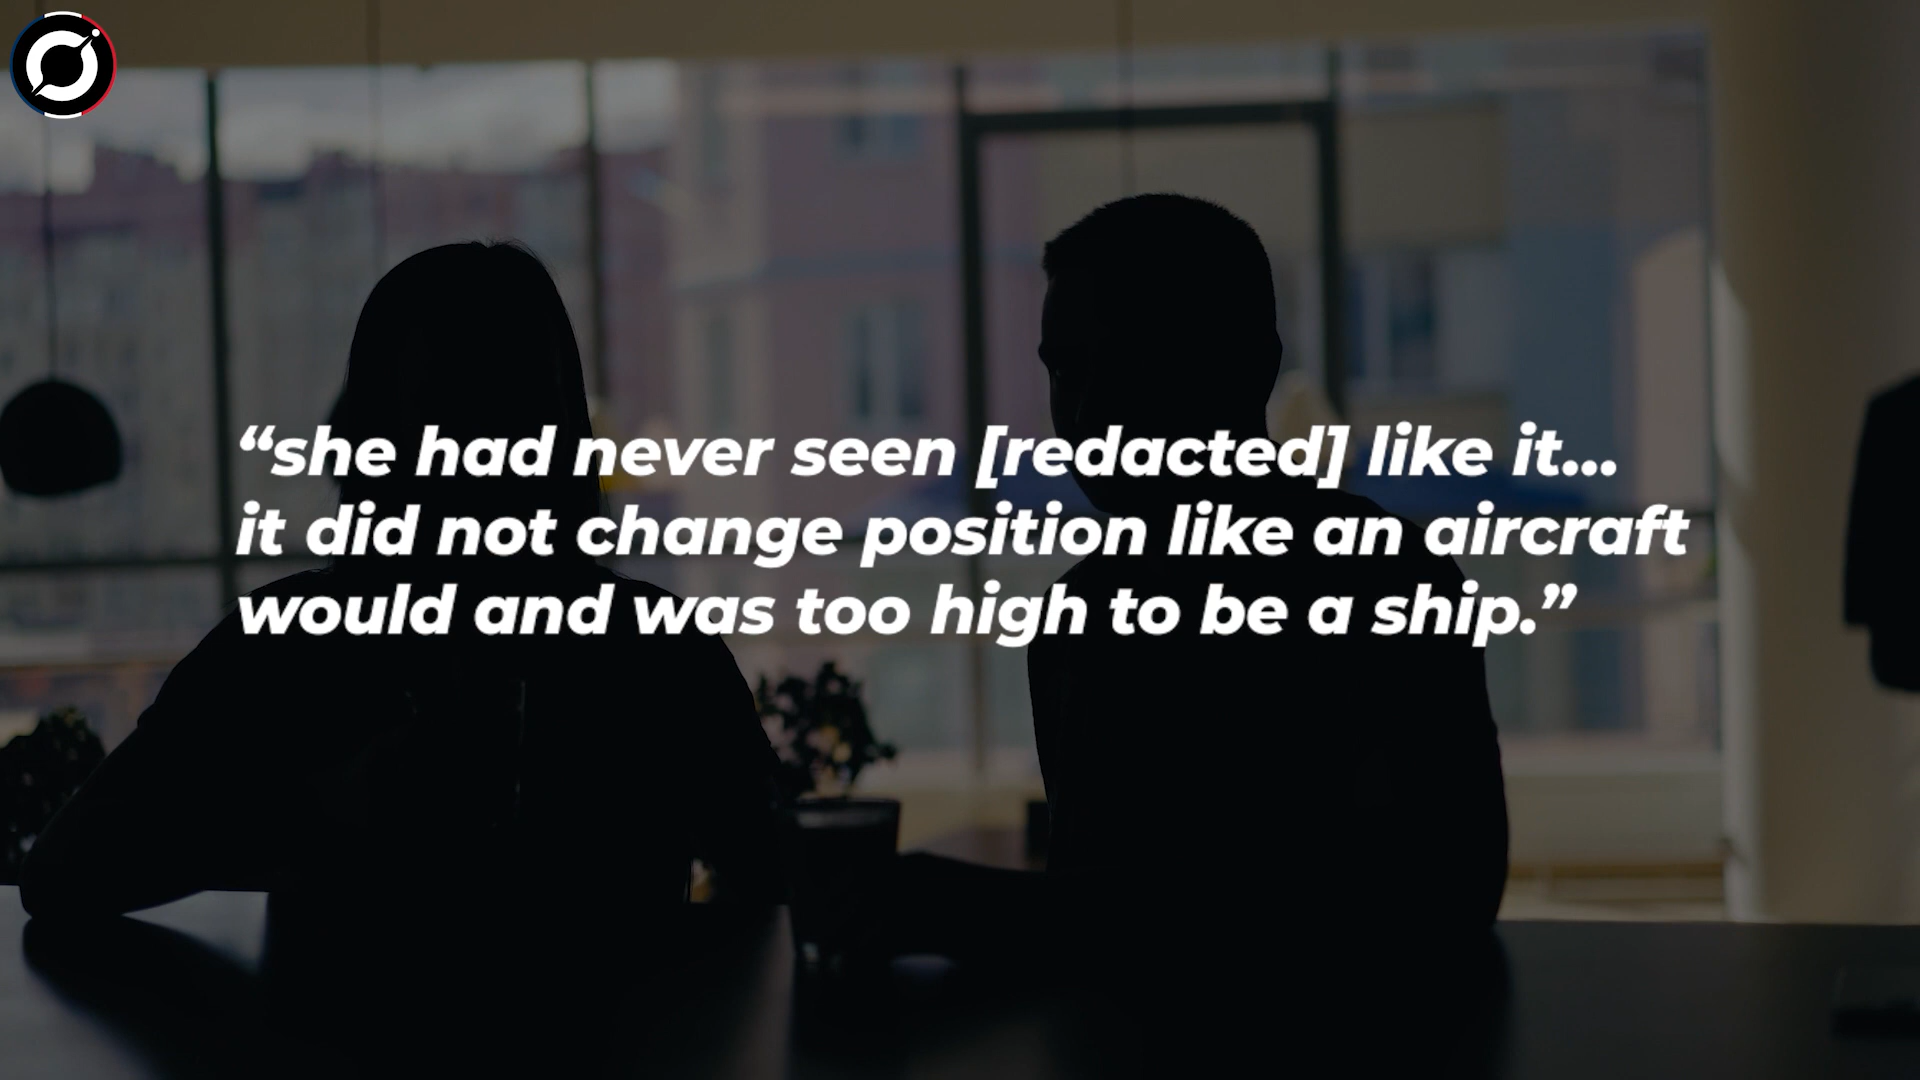 “she had never seen [redacted] like it...
it did not change position like an aircraft
would and was too high to be a ship.”